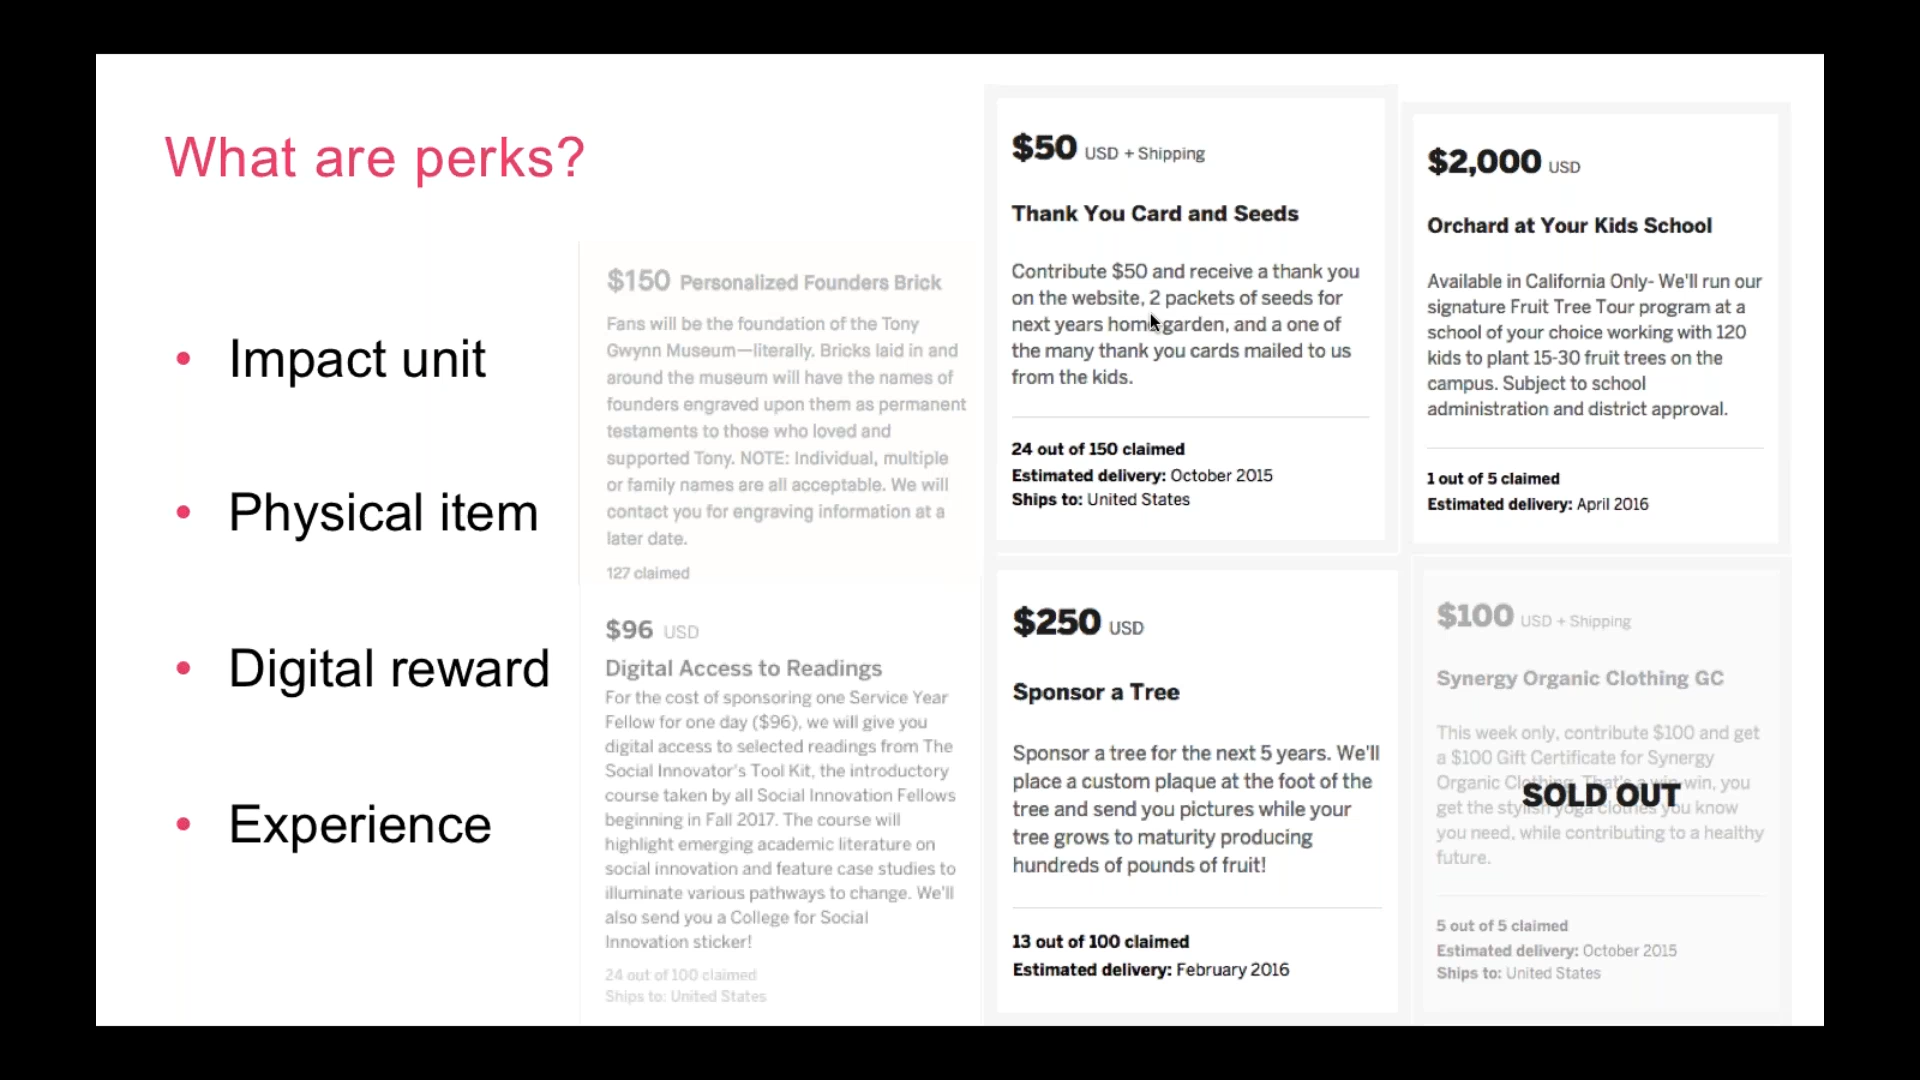 What are perks?
• Impact unit
• Physical item
• Digital reward
• Experience
$150 Personalized Founders Brick
Fans will be the foundation of the Tony
Gwynn Museum—literally. Bricks laid in and
around the museum will have the names of
founders engraved upon them as permanent
testaments to those who loved and
supported Tony. NOTE: Individual, multiple
or family names are all acceptable. We will
contact you for engraving information at a
later date.
127 claimed
$96 USD
Digital Access to Readings
For the cost of sponsoring one Service Year
Fellow for one day ($96), we will give you
digital access to selected readings from The
Social Innovator's Tool Kit, the introductory
course taken by all Social Innovation Fellows
beginning in Fall 2017. The course will
highlight emerging academic literature on
social innovation and feature case studies to
illuminate various pathways to change. We'll
also send you a College for Social
Innovation sticker!
24 out of 100 claimed
Ships to: United States
$50 USD + Shipping
Thank You Card and Seeds
Contribute $50 and receive a thank you
on the website, 2 packets of seeds for
next years home garden, and a one of
the many thank you cards mailed to us
from the kids.
24 out of 150 claimed
Estimated delivery: October 2015
Ships to: United States
$250 USD
Sponsor a Tree
Sponsor a tree for the next 5 years. We'll
place a custom plaque at the foot of the
tree and send you pictures while your
tree grows to maturity producing
hundreds of pounds of fruit!
13 out of 100 claimed
Estimated delivery: February 2016
$2,000 USD
Orchard at Your Kids School
Available in California Only- We'll run our
signature Fruit Tree Tour program at a
school of your choice working with 120
kids to plant 15-30 fruit trees on the
campus. Subject to school
administration and district approval.
1 out of 5 claimed
Estimated delivery: April 2016
$100 USD + Shipping
Synergy Organic Clothing GC
This week only, contribute $100 and get
a $100 Gift Certificate for Synergy
Organic Clothing. That's a win-win, you
SOLD OUT
get the stylish yoga clothes you know
you need, while contributing to a healthy
future.
5 out of 5 claimed
Estimated delivery: October 2015
Ships to: United States